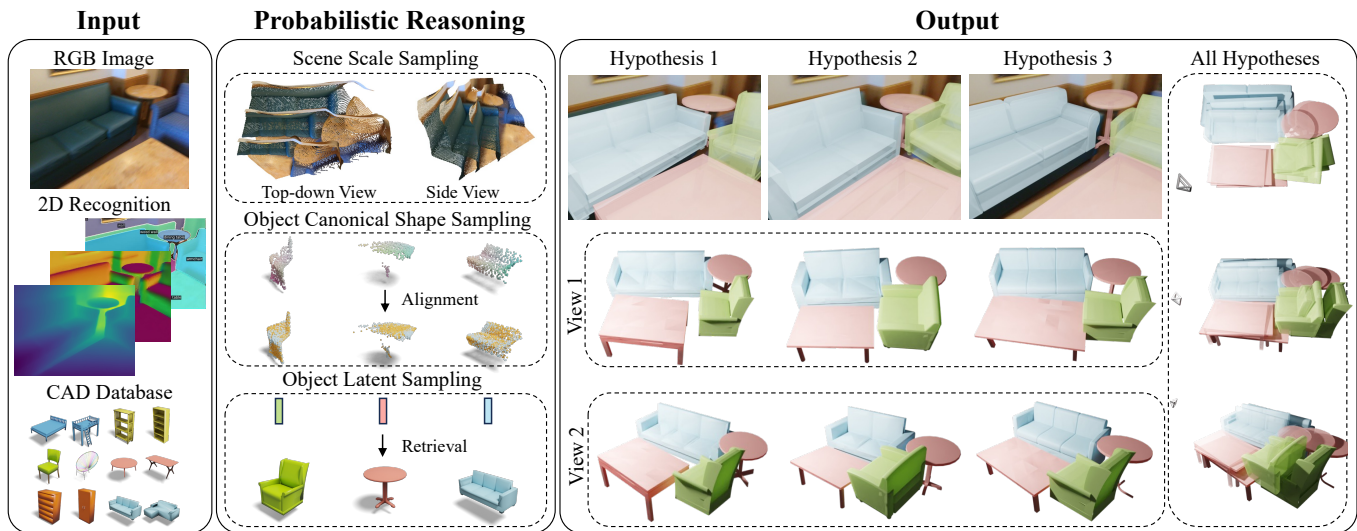 Input
Probabilistic Reasoning
Output
RGB Image
2D Recognition
CAD Database
Scene Scale Sampling
Top-down View
Side View
Object Canonical Shape Sampling
Alignment
Object Latent Sampling
Retrieval
Hypothesis 1
Hypothesis 2
Hypothesis 3
All Hypotheses
View 1
View 2